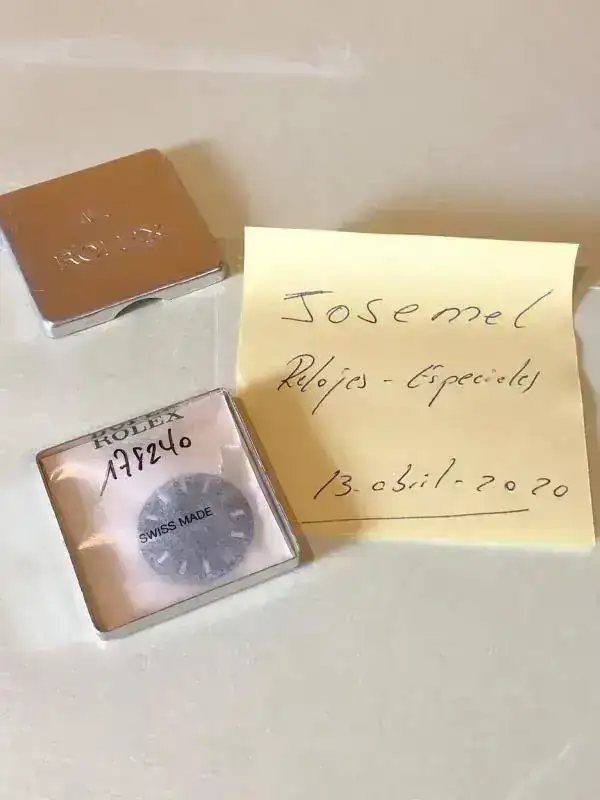 ROLEX
ROLEX
178240
SWISS MADE
Josemel
Relojes - Especiales
13-abril-2020